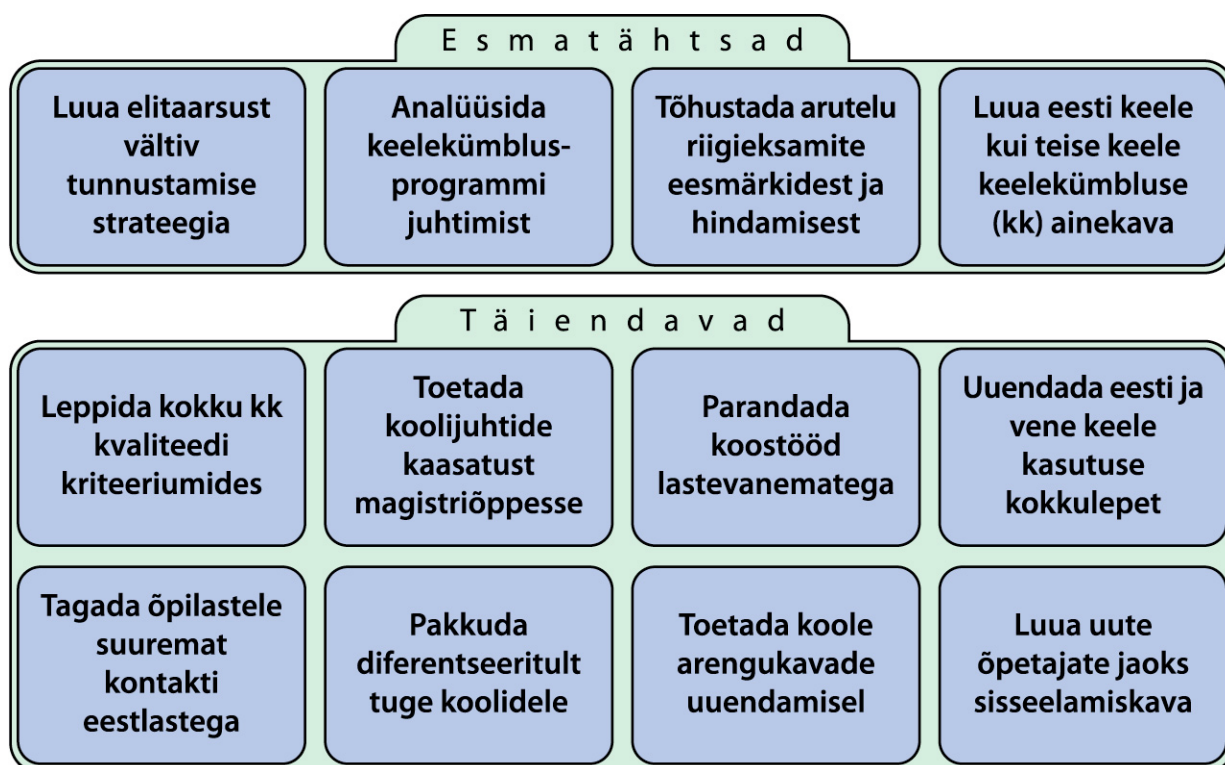 Esmatähtsad
Luua elitaarsust
vältiv
tunnustamise
strateegia
Analüüsida
keelekümblus-
programmi
juhtimist
Tõhustada arutelu
riigieksamite
eesmärkidest ja
hindamisest
Luua eesti keele
kui teise keele
keelekümbluse
(kk) ainekava
Täiendavad
Leppida kokku kk
kvaliteedi
kriteeriumides
Toetada
koolijuhtide
kaasatust
magistriõppesse
Parandada
koostööd
lastevanematega
Uuendada eesti ja
vene keele
kasutuse
kokkulepet
Tagada õpilastele
suuremat
kontakti
eestlastega
Pakkuda
diferentseeritult
tuge koolidele
Toetada koole
arengukavade
uuendamisel
Luua uute
õpetajate jaoks
sisseelamiskava